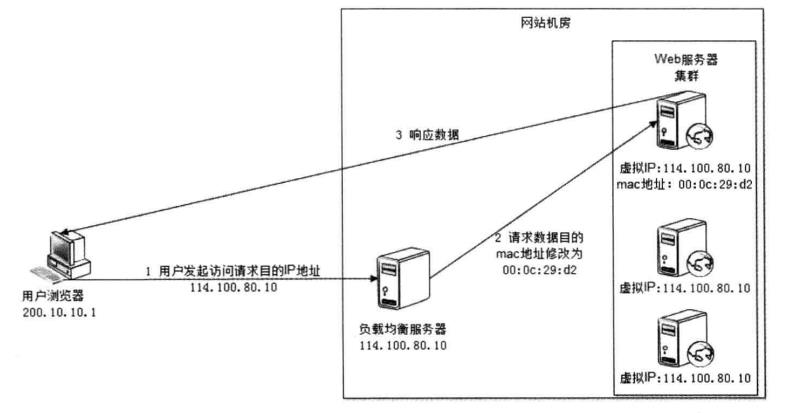 网站机房
Web服务器
集群
3 响应数据
虚拟IP:114.100.80.10
mac地址: 00:0c:29:d2
2 请求数据目的
mac地址修改为
00:0c:29:d2
1 用户发起访问请求目的IP地址
114.100.80.10
用户浏览器
200.10.10.1
虚拟IP:114.100.80.10
负载均衡服务器
114.100.80.10
虚拟IP:114.100.80.10